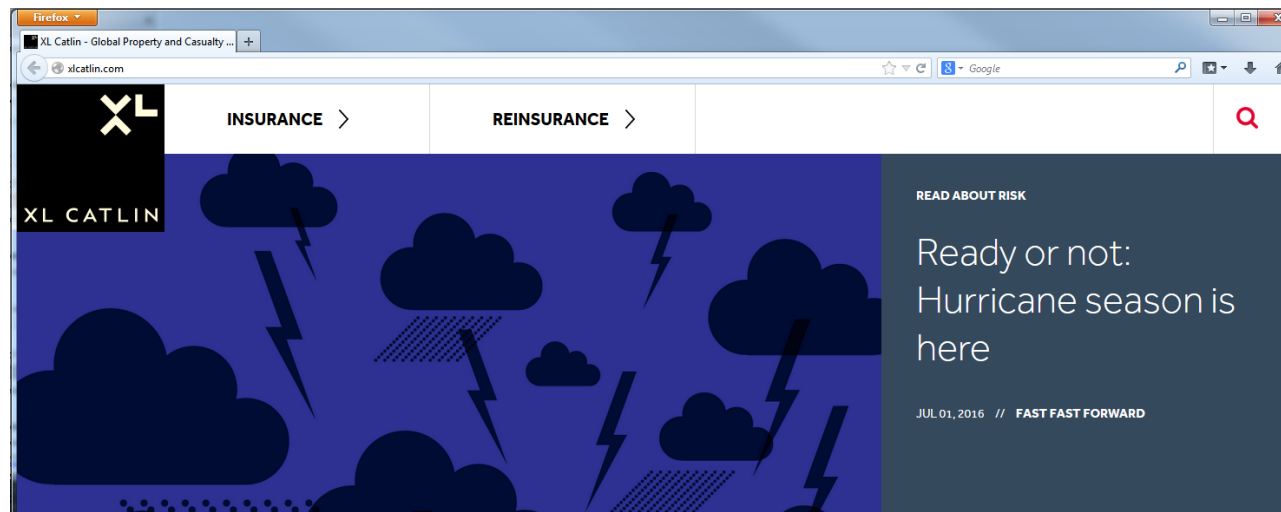 Firefox
XL Catlin - Global Property and Casualty ...
xlcatlin.com
Google
XL
XL CATLIN
INSURANCE
REINSURANCE
READ ABOUT RISK
Ready or not:
Hurricane season is
here
JUL 01, 2016 // FAST FAST FORWARD